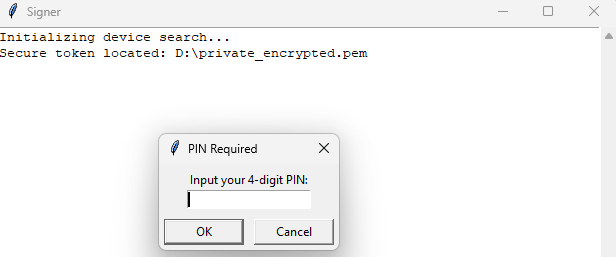 Signer
Initializing device search...
Secure token located: D:\private_encrypted.pem
PIN Required
Input your 4-digit PIN:
OK
Cancel